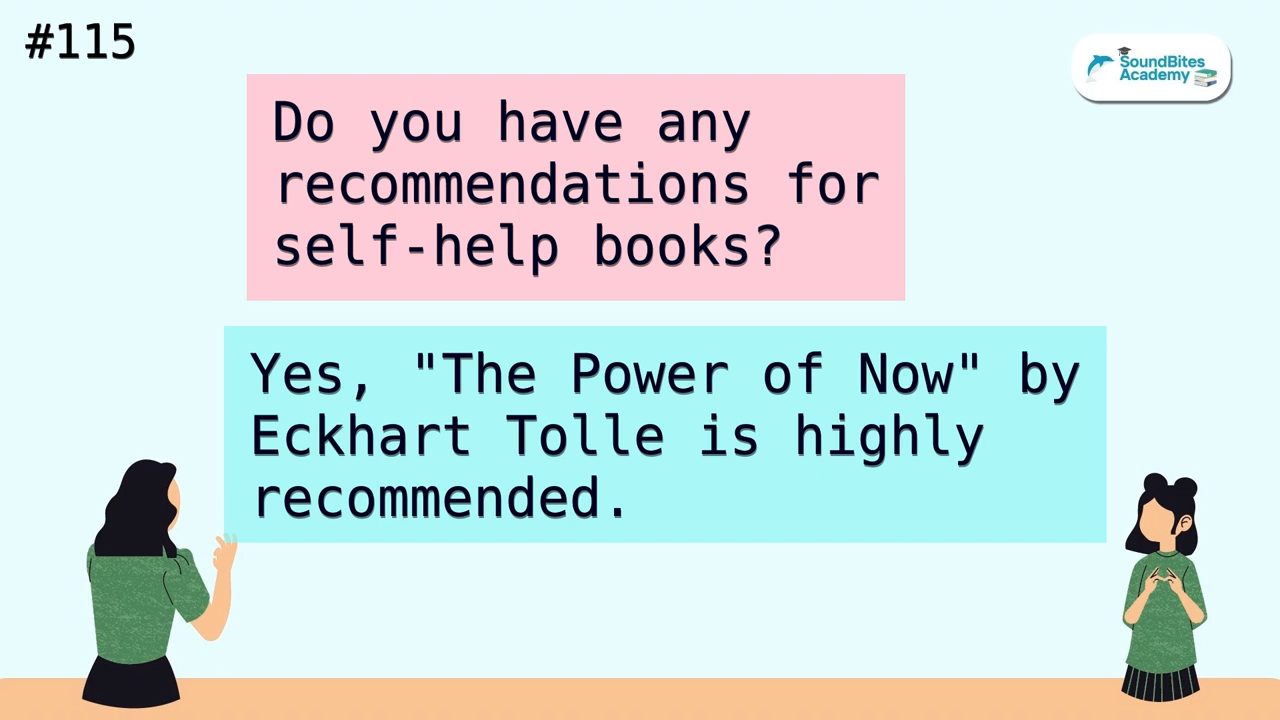 #115
SoundBites
Academy
Do you have any
recommendations for
self-help books?
Yes, "The Power of Now" by
Eckhart Tolle is highly
recommended.